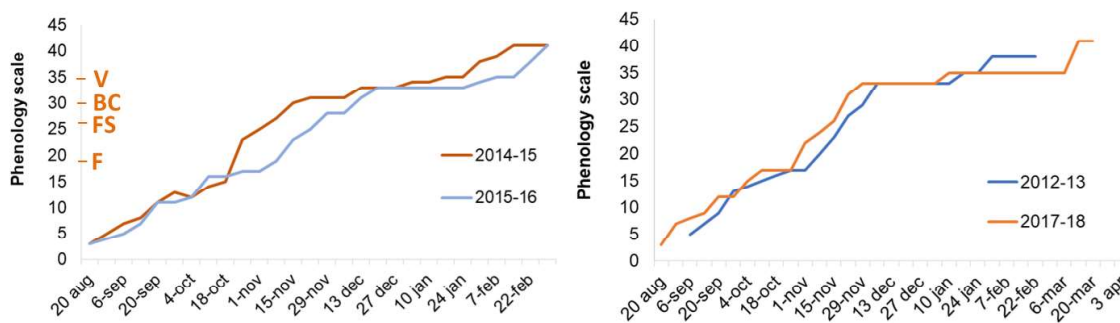 Phenology scale
45
40
35
30
25
20
15
10
5
0
V
BC
FS
F
2014-15
2015-16
20 aug
6-sep
20-sep
4-oct
18-oct
1-nov
15-nov
29-nov
13 dec
27 dec
10 jan
24 jan
7-feb
22-feb
Phenology scale
45
40
35
30
25
20
15
10
5
0
2012-13
2017-18
20 aug
6-sep
20-sep
4-oct
18-oct
1-nov
15-nov
29-nov
13 dec
27 dec
10 jan
24 jan
7-feb
22-feb
6-mar
20-mar
3 ap